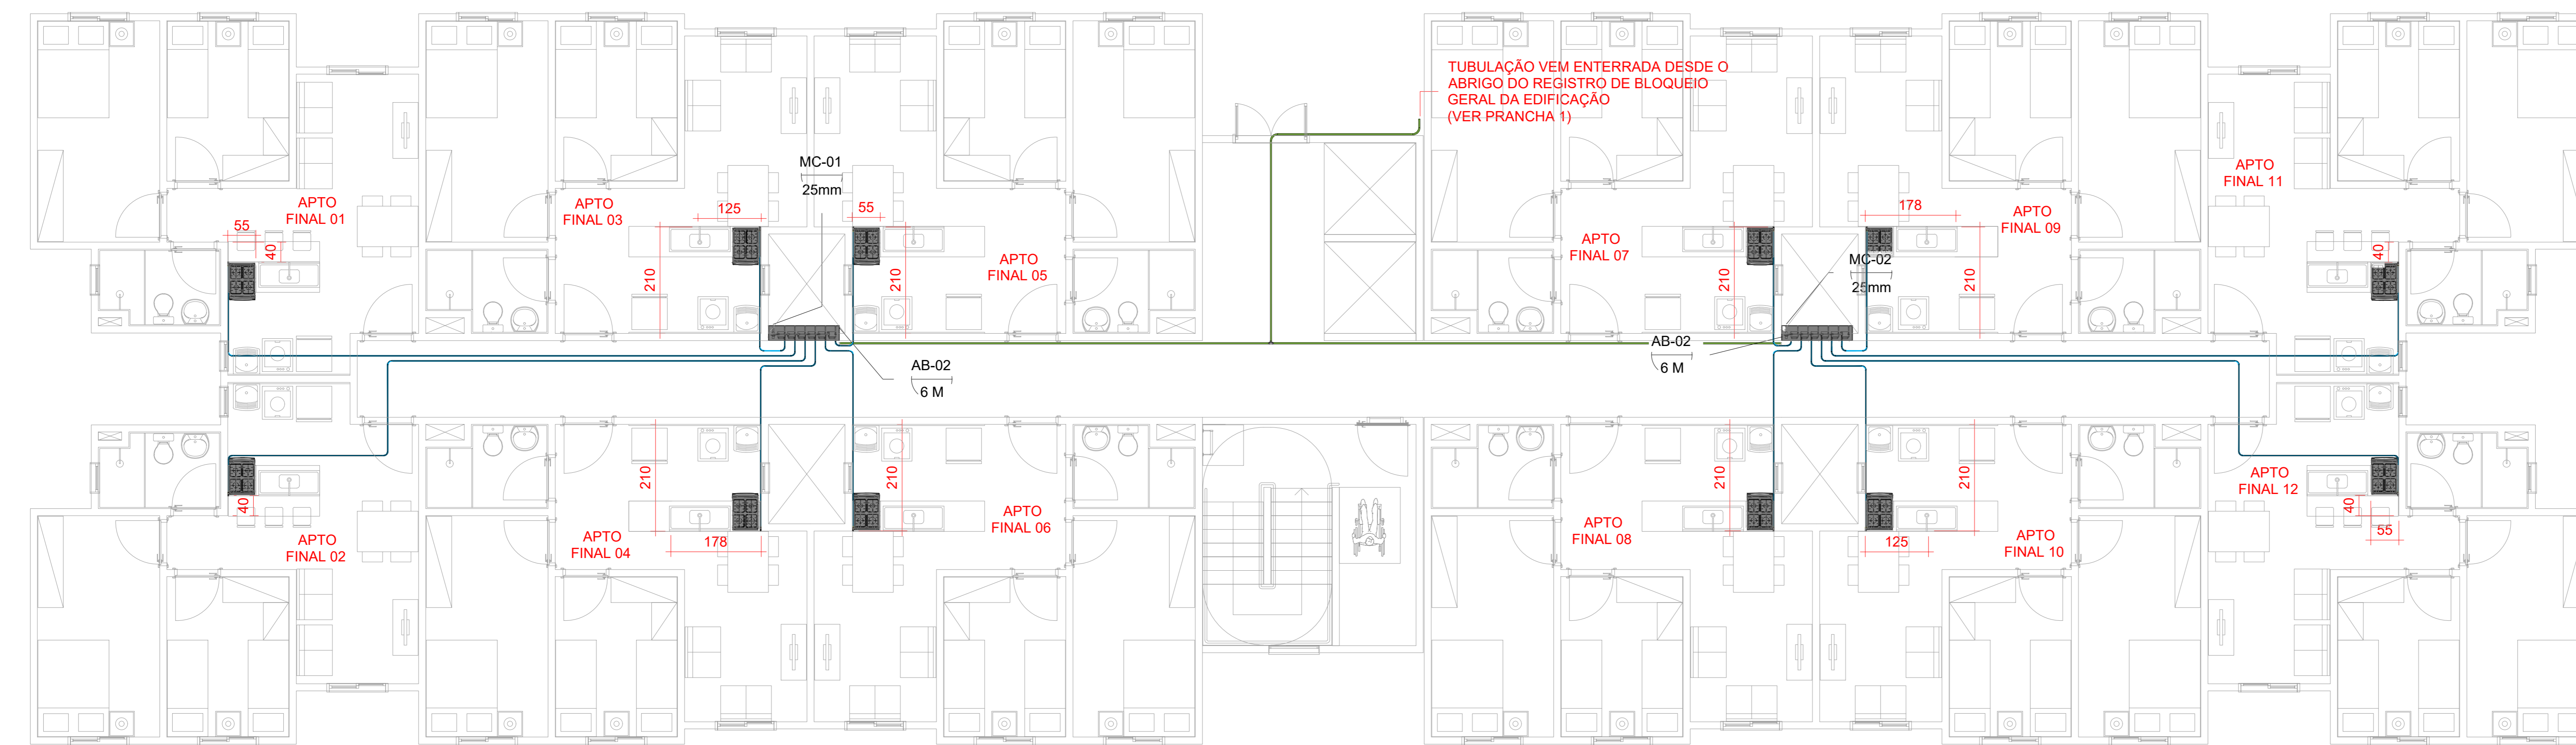 TUBULAÇÃO VEM ENTERRADA DESDE O
ABRIGO DO REGISTRO DE BLOQUEIO
GERAL DA EDIFICAÇÃO
(VER PRANCHA 1)
MC-01
25mm
APTO
FINAL 01
APTO
FINAL 03
125
55
APTO
FINAL 05
APTO
FINAL 07
178
APTO
FINAL 09
APTO
FINAL 11
55
40
210
210
210
MC-02
25mm
210
40
AB-02
6 M
AB-02
6 M
40
APTO
FINAL 02
210
APTO
FINAL 04
178
210
APTO
FINAL 06
210
APTO
FINAL 08
125
210
APTO
FINAL 10
APTO
FINAL 12
40
55